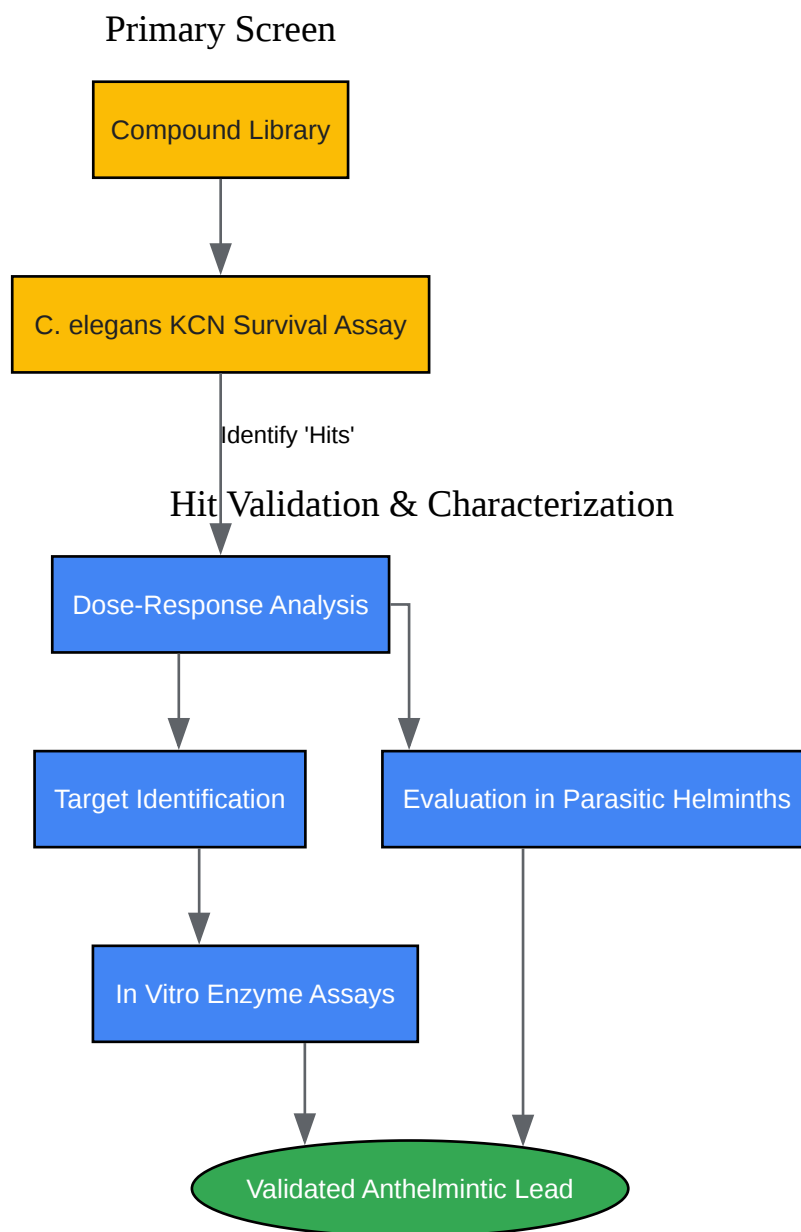 Primary Screen
Compound Library
C. elegans KCN Survival Assay
Identify 'Hits'
Hit Validation & Characterization
Dose-Response Analysis
Target Identification
Evaluation in Parasitic Helminths
In Vitro Enzyme Assays
Validated Anthelmintic Lead